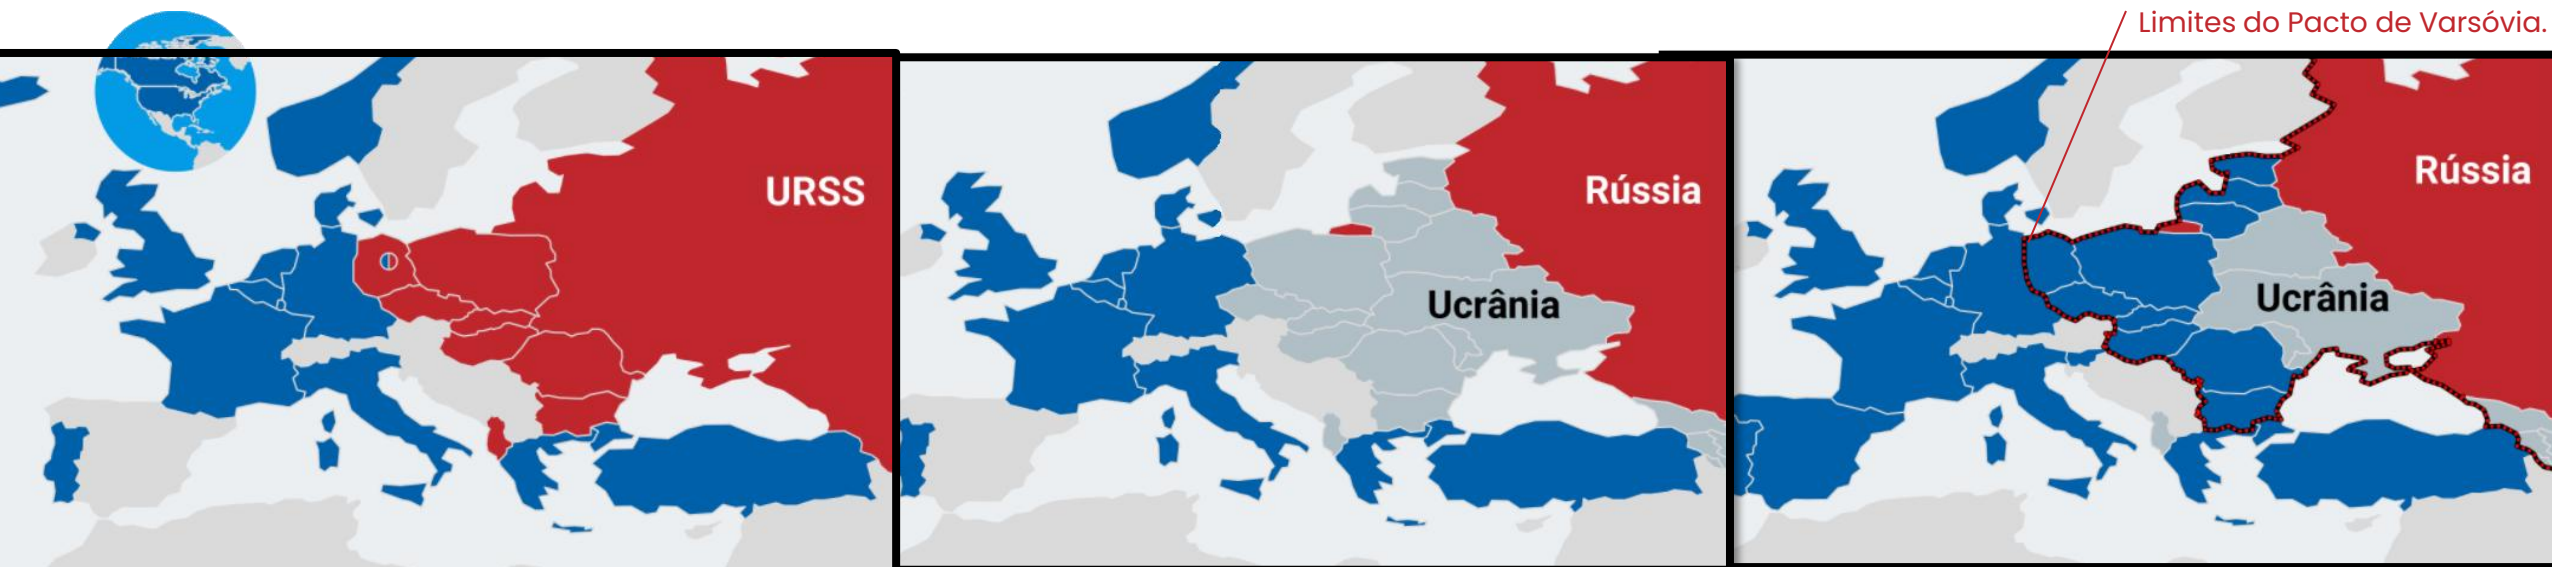 Limites do Pacto de Varsóvia.
URSS
Rússia
Ucrânia
Rússia
Ucrânia